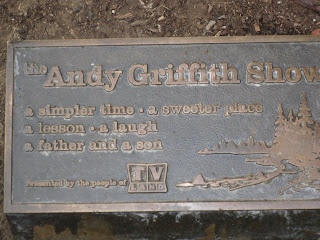 the Andy Griffith Show
a simpler time · a sweeter place
a lesson · a laugh
a father and a son
Presented by the people of TV LAND